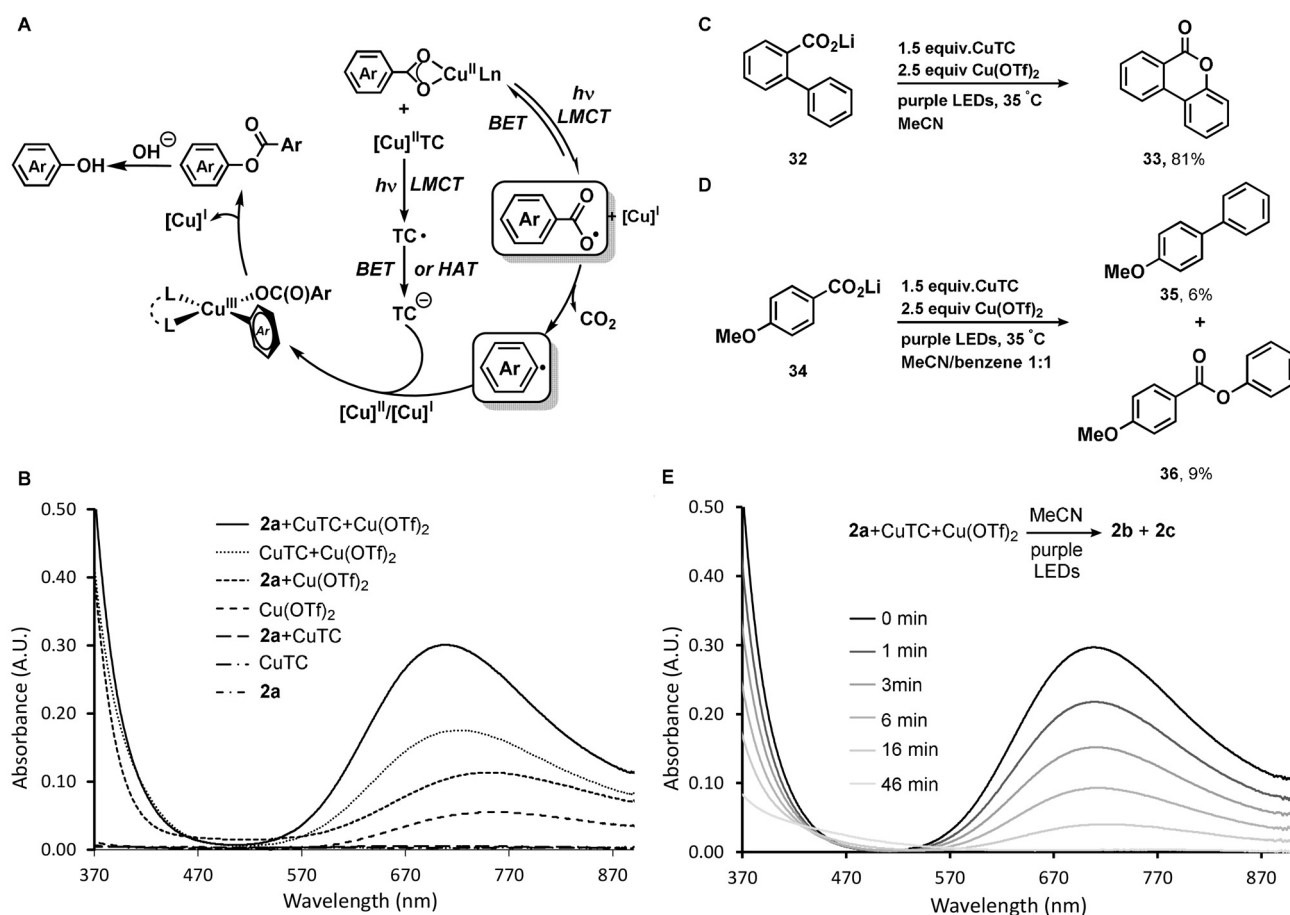 A
Ar
O
O
Cu^II Ln
+
[Cu]^II TC
hν
LMCT
BET
hν
LMCT
Ar
O
O•
+ [Cu]^I
TC•
BET or HAT
TC^⊖
CO2
Ar •
[Cu]^II/[Cu]^I
L
L
Cu^III
OC(O)Ar
Ar
[Cu]^I
Ar
O
O
Ar
OH^⊖
Ar
OH
C
CO2Li
32
1.5 equiv.CuTC
2.5 equiv Cu(OTf)2
purple LEDs, 35 °C
MeCN
O
O
33, 81%
D
CO2Li
MeO
34
1.5 equiv.CuTC
2.5 equiv Cu(OTf)2
purple LEDs, 35 °C
MeCN/benzene 1:1
MeO
35, 6%
+
O
O
MeO
36, 9%
B
0.50
0.40
0.30
0.20
0.10
0.00
Absorbance (A.U.)
2a+CuTC+Cu(OTf)2
CuTC+Cu(OTf)2
2a+Cu(OTf)2
Cu(OTf)2
2a+CuTC
CuTC
2a
370 470 570 670 770 870
Wavelength (nm)
E
0.50
0.40
0.30
0.20
0.10
0.00
Absorbance (A.U.)
2a+CuTC+Cu(OTf)2
MeCN
purple
LEDs
2b + 2c
0 min
1 min
3min
6 min
16 min
46 min
370 470 570 670 770 870
Wavelength (nm)